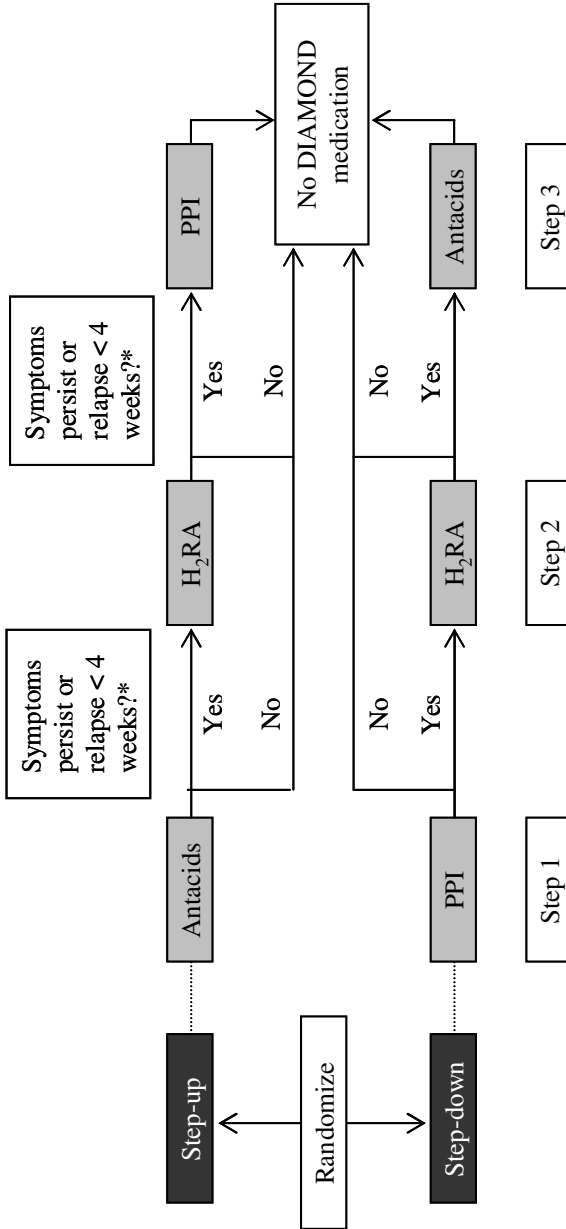 Symptoms
persist or
relapse < 4
weeks?*
Symptoms
persist or
relapse < 4
weeks?*
Step-up
Antacids
Yes
H₂RA
Yes
PPI
No
No
Randomize
No DIAMOND
medication
No
No
Step-down
PPI
Yes
H₂RA
Yes
Antacids
Step 1
Step 2
Step 3